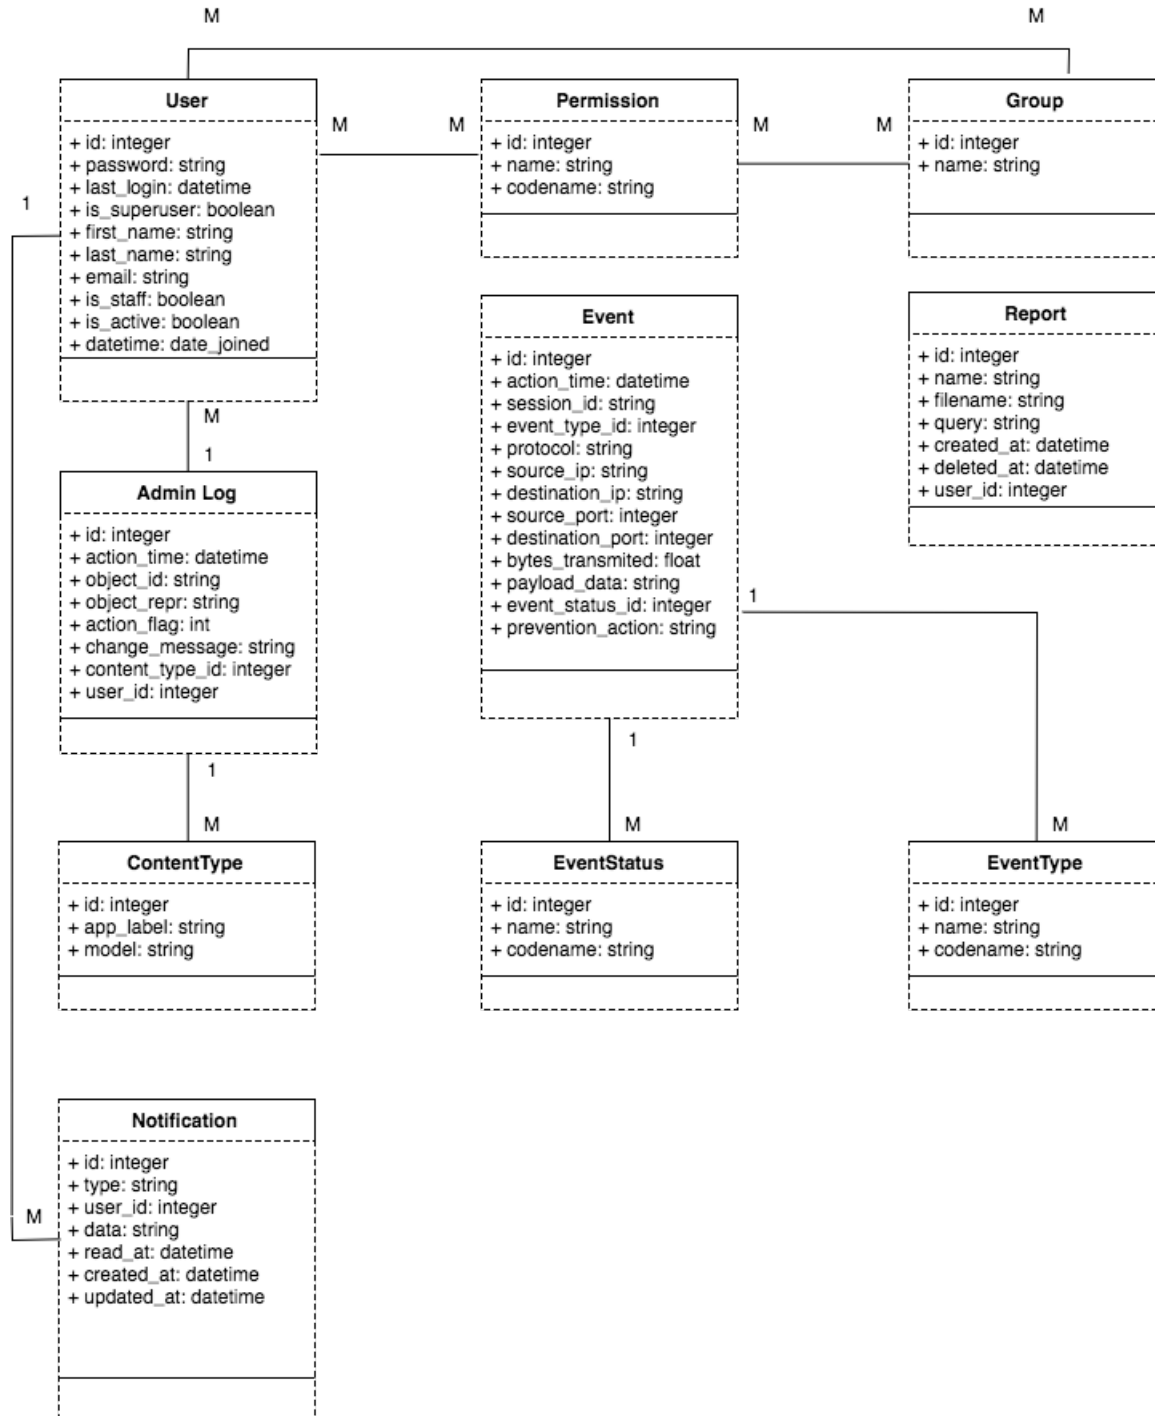 M
M
User
+ id: integer
+ password: string
+ last_login: datetime
+ is_superuser: boolean
+ first_name: string
+ last_name: string
+ email: string
+ is_staff: boolean
+ is_active: boolean
+ datetime: date_joined
M
M
Permission
+ id: integer
+ name: string
+ codename: string
M
M
Group
+ id: integer
+ name: string
1
M
1
Admin Log
+ id: integer
+ action_time: datetime
+ object_id: string
+ object_repr: string
+ action_flag: int
+ change_message: string
+ content_type_id: integer
+ user_id: integer
Event
+ id: integer
+ action_time: datetime
+ session_id: string
+ event_type_id: integer
+ protocol: string
+ source_ip: string
+ destination_ip: string
+ source_port: integer
+ destination_port: integer
+ bytes_transmited: float
+ payload_data: string
+ event_status_id: integer
+ prevention_action: string
Report
+ id: integer
+ name: string
+ filename: string
+ query: string
+ created_at: datetime
+ deleted_at: datetime
+ user_id: integer
1
1
1
M
M
M
ContentType
+ id: integer
+ app_label: string
+ model: string
EventStatus
+ id: integer
+ name: string
+ codename: string
EventType
+ id: integer
+ name: string
+ codename: string
M
Notification
+ id: integer
+ type: string
+ user_id: integer
+ data: string
+ read_at: datetime
+ created_at: datetime
+ updated_at: datetime